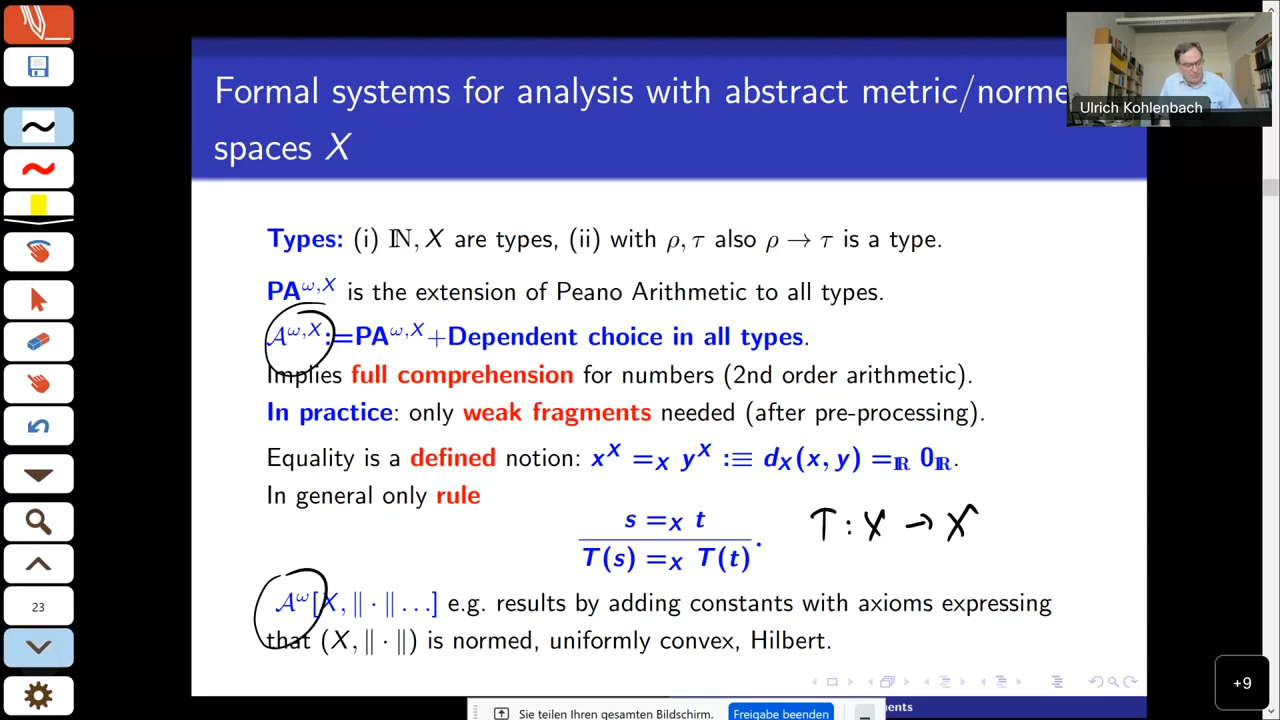 Formal systems for analysis with abstract metric/norme
spaces X
Ulrich Kohlenbach
Types: (i) ℕ, X are types, (ii) with ρ, τ also ρ → τ is a type.
PA^{ω,X} is the extension of Peano Arithmetic to all types.
𝒜^{ω,X} :=PA^{ω,X}+Dependent choice in all types.
Implies full comprehension for numbers (2nd order arithmetic).
In practice: only weak fragments needed (after pre-processing).
Equality is a defined notion: x^X =_X y^X :≡ d_X(x, y) =_ℝ 0_ℝ.
In general only rule
s =_X t
T(s) =_X T(t) .
T : X → X
𝒜^ω[X, ‖ · ‖ …] e.g. results by adding constants with axioms expressing
that (X, ‖ · ‖) is normed, uniformly convex, Hilbert.
23
+9
Sie teilen Ihren gesamten Bildschirm.
Freigabe beenden
ments